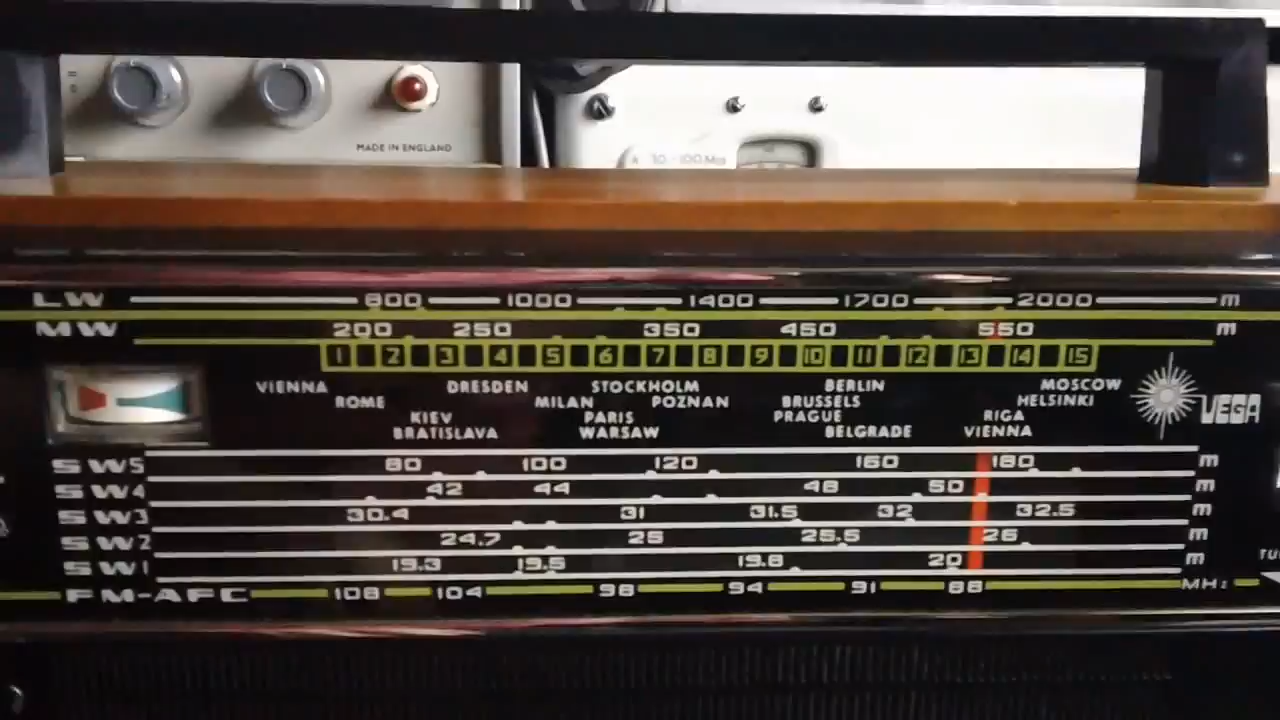 MADE IN ENGLAND
LW 800 1000 1400 1700 2000 m
MW 200 250 350 450 550 m
1 2 3 4 5 6 7 8 9 10 11 12 13 14 15
VIENNA DRESDEN STOCKHOLM BERLIN MOSCOW
ROME MILAN POZNAN BRUSSELS HELSINKI
KIEV PARIS PRAGUE RIGA
BRATISLAVA WARSAW BELGRADE VIENNA
VEGA
SW5 80 100 120 160 180 m
SW4 42 44 48 50 m
SW3 30.4 31 31.5 32 32.5 m
SW2 24.7 25 25.5 26 m
SW1 19.3 19.5 19.8 20 m
FM-AFC 108 104 98 94 91 88 MHz